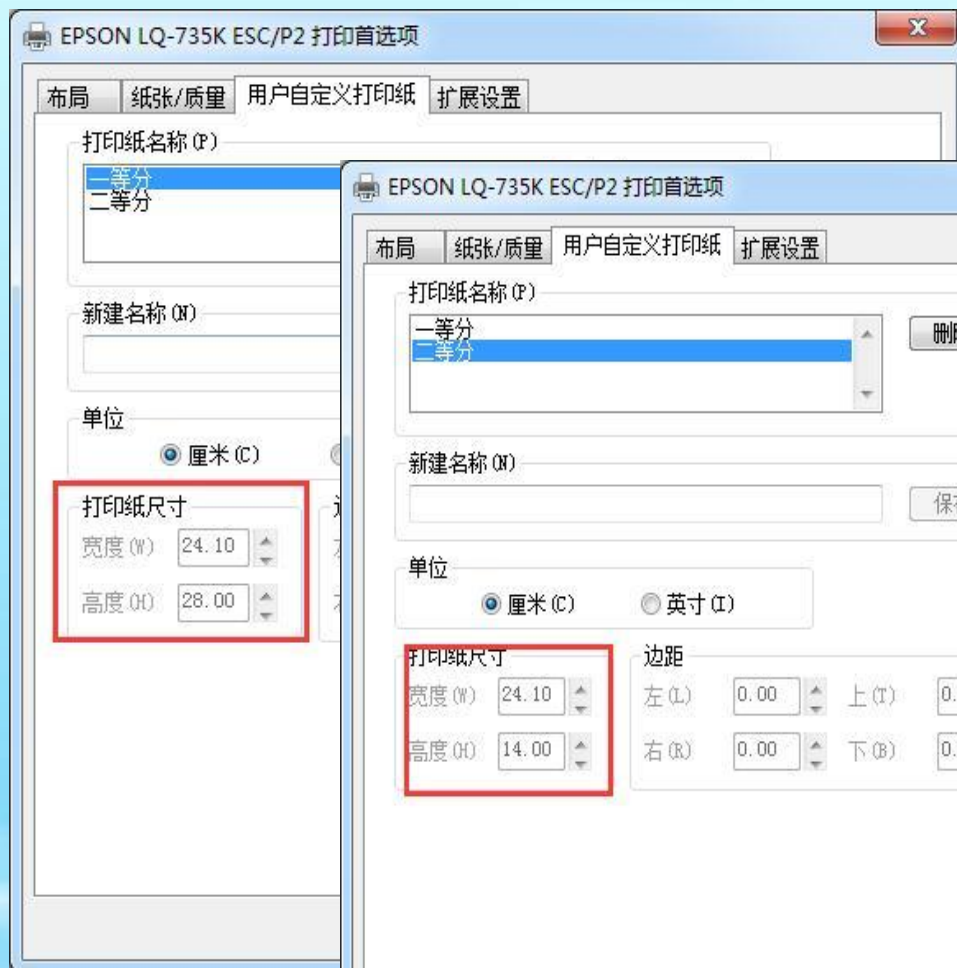 EPSON LQ-735K ESC/P2 打印首选项
布局 纸张/质量 用户自定义打印纸 扩展设置
打印纸名称(P)
一等分
二等分
新建名称(N)
单位
厘米(C)
打印纸尺寸
宽度(W) 24.10
高度(H) 28.00
EPSON LQ-735K ESC/P2 打印首选项
布局 纸张/质量 用户自定义打印纸 扩展设置
打印纸名称(P)
一等分
二等分
新建名称(N)
单位
厘米(C) 英寸(I)
打印纸尺寸 边距
宽度(W) 24.10 左(L) 0.00 上(T)
高度(H) 14.00 右(R) 0.00 下(B)